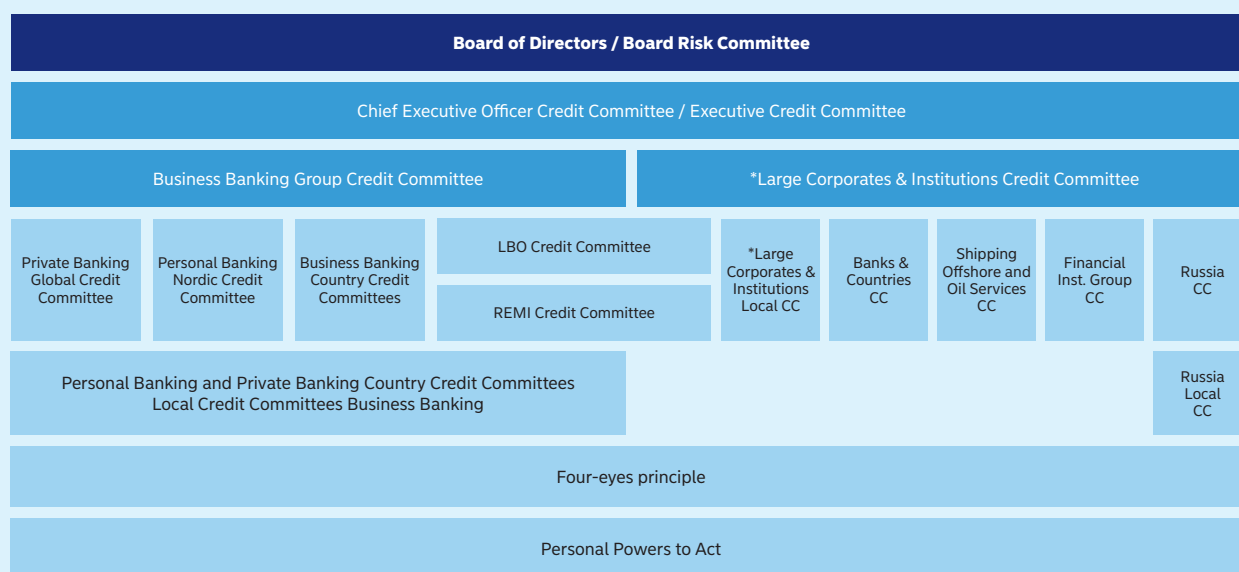 Board of Directors / Board Risk Committee
Chief Executive Officer Credit Committee / Executive Credit Committee
Business Banking Group Credit Committee
*Large Corporates & Institutions Credit Committee
Private Banking
Global Credit
Committee
Personal Banking
Nordic Credit
Committee
Business Banking
Country Credit
Committees
LBO Credit Committee
REMI Credit Committee
*Large
Corporates &
Institutions
Local CC
Banks &
Countries
CC
Shipping
Offshore and
Oil Services
CC
Financial
Inst. Group
CC
Russia
CC
Personal Banking and Private Banking Country Credit Committees
Local Credit Committees Business Banking
Russia
Local
CC
Four-eyes principle
Personal Powers to Act